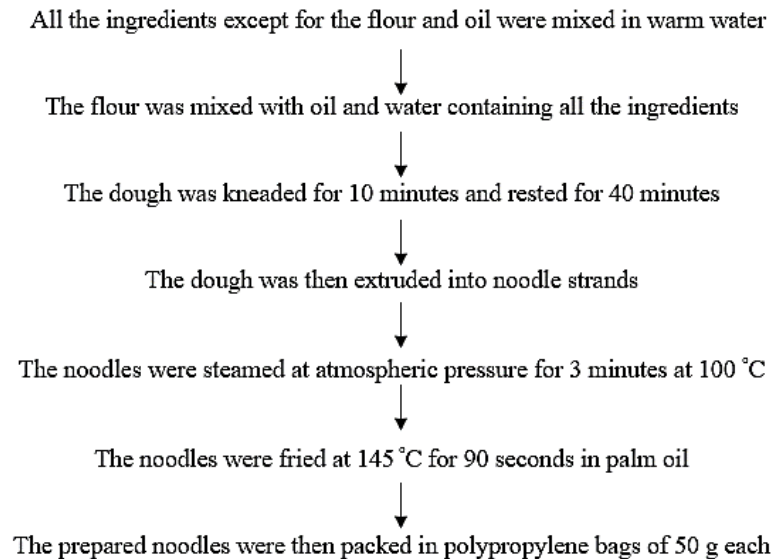 All the ingredients except for the flour and oil were mixed in warm water
The flour was mixed with oil and water containing all the ingredients
The dough was kneaded for 10 minutes and rested for 40 minutes
The dough was then extruded into noodle strands
The noodles were steamed at atmospheric pressure for 3 minutes at 100 °C
The noodles were fried at 145 °C for 90 seconds in palm oil
The prepared noodles were then packed in polypropylene bags of 50 g each